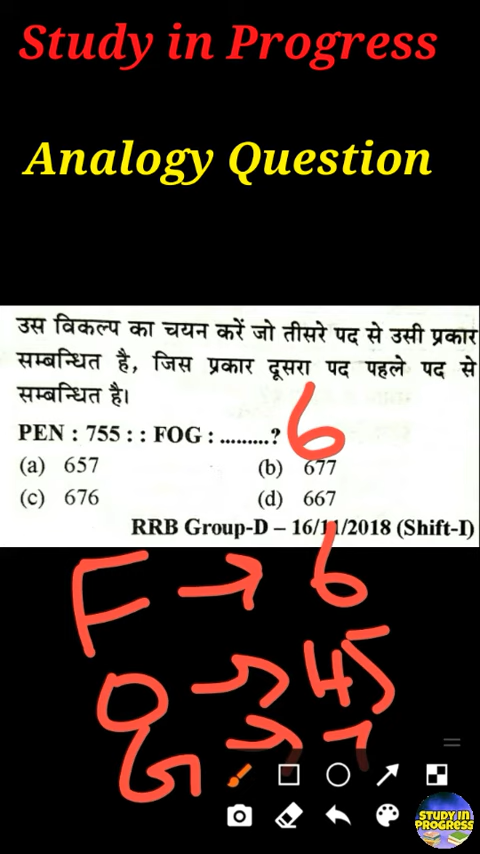 Study in Progress
Analogy Question
उस विकल्प का चयन करें जो तीसरे पद से उसी प्रकार
सम्बन्धित है, जिस प्रकार दूसरा पद पहले पद से
सम्बन्धित है।
PEN : 755 : : FOG : .........? 6
(a) 657 (b) 677
(c) 676 (d) 667
RRB Group-D – 16/11/2018 (Shift-I)
F → 6
O → 15
G → 7
STUDY IN
PROGRESS